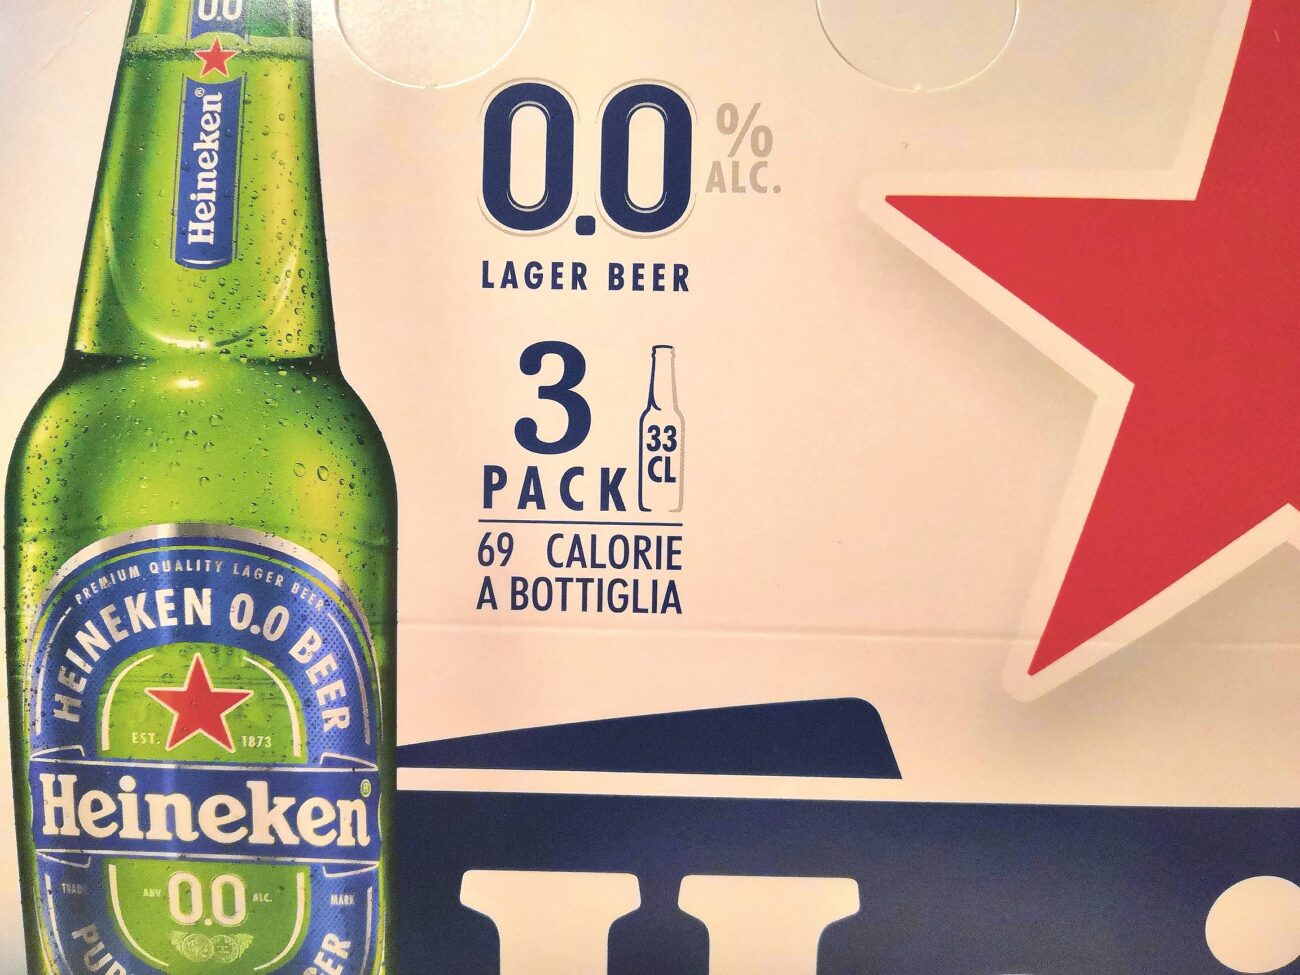 0.0
Heineken®
0.0 %
ALC.
LAGER BEER
3
PACK
33
CL
69 CALORIE
A BOTTIGLIA
PREMIUM QUALITY LAGER BEER
HEINEKEN 0.0 BEER
EST. 1873
Heineken®
TRADE MARK
ABV 0.0 ALC.